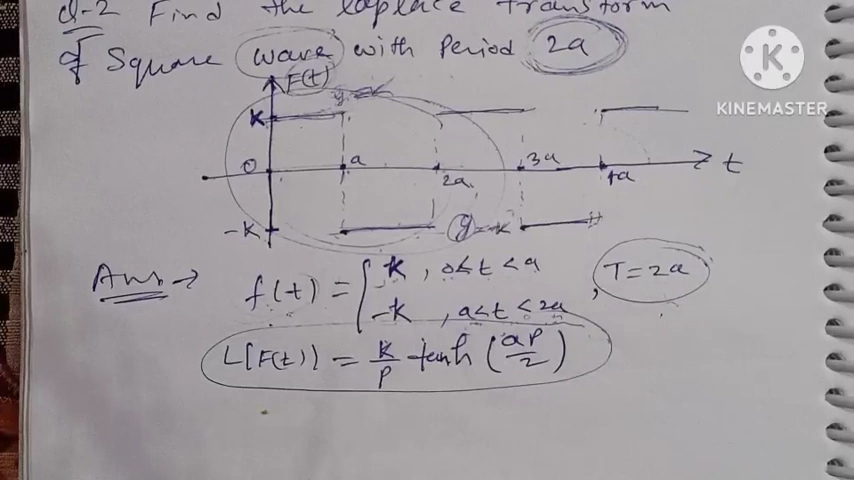 Q-2 Find the laplace transform
of Square wave with Period 2a
F(t)
K
KINEMASTER
K
0
a
2a
3a
4a
t
-K
Ans → f(t) = { k, 0<t<a
-k, a<t<2a , T=2a
L[F(t)] = k/p tanh (ap/2)